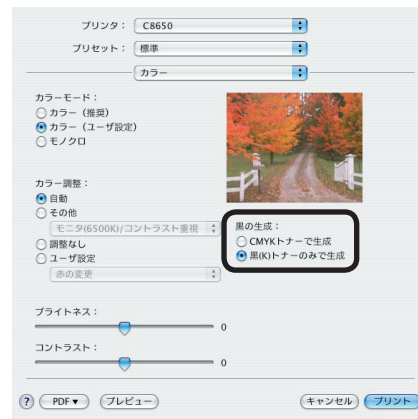 プリンタ： C8650
プリセット： 標準
カラー
カラーモード：
カラー（推奨）
カラー（ユーザ設定）
モノクロ
カラー調整：
自動
その他
モニタ(6500K)/コントラスト重視
調整なし
ユーザ設定
赤の変更
黒の生成：
CMYKトナーで生成
黒(K)トナーのみで生成
ブライトネス：
0
コントラスト：
0
? PDF▼ プレビュー キャンセル プリント